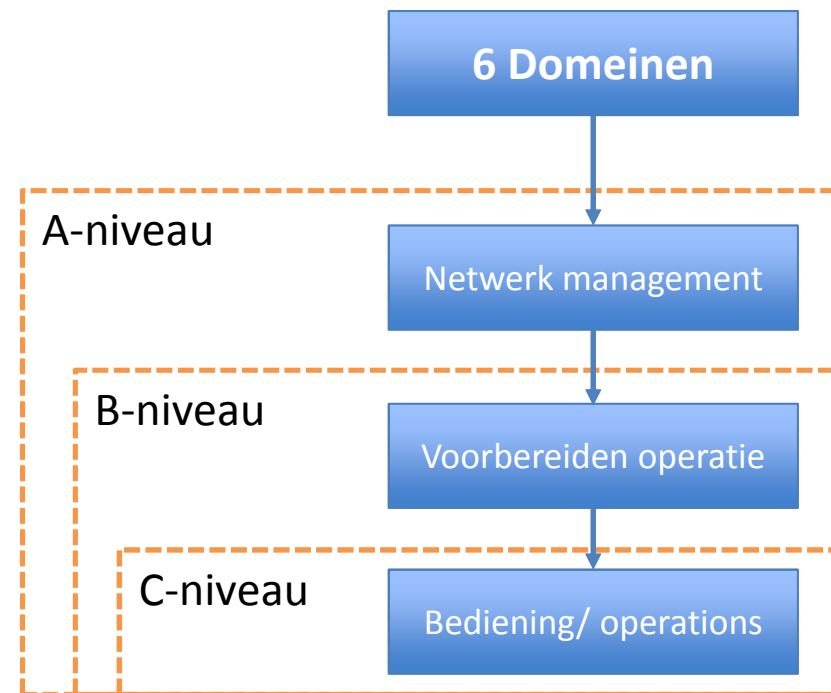 6 Domeinen
A-niveau
Netwerk management
B-niveau
Voorbereiden operatie
C-niveau
Bediening/ operations